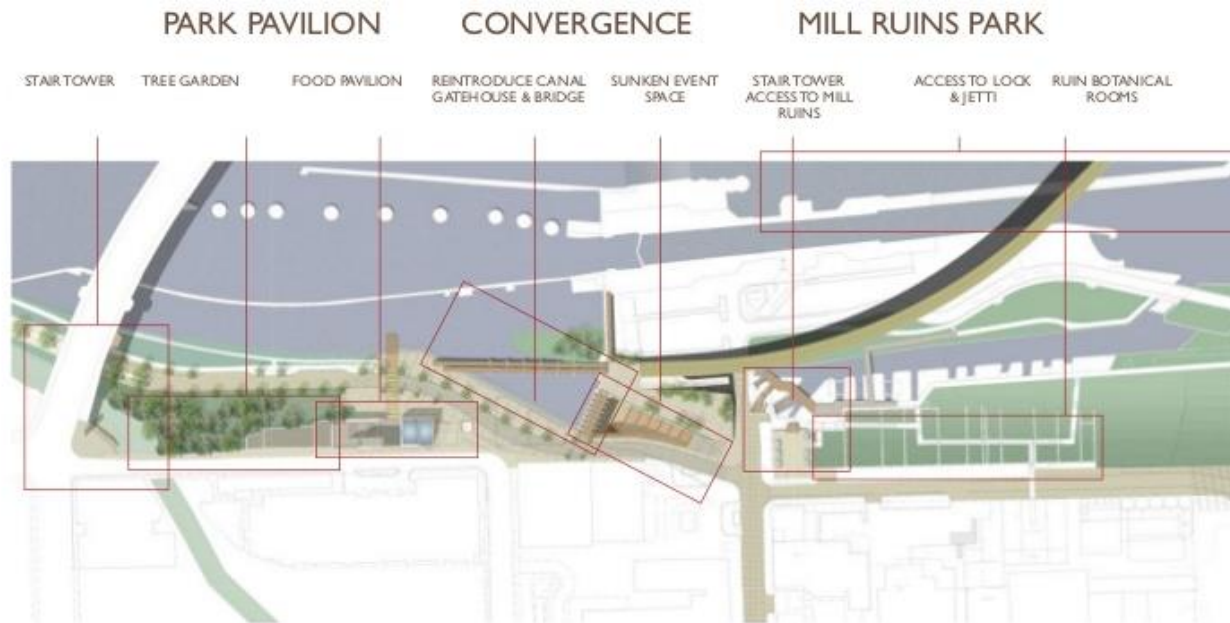 PARK PAVILION
CONVERGENCE
MILL RUINS PARK
STAIR TOWER
TREE GARDEN
FOOD PAVILION
REINTRODUCE CANAL
GATEHOUSE & BRIDGE
SUNKEN EVENT
SPACE
STAIR TOWER
ACCESS TO MILL
RUINS
ACCESS TO LOCK
& JETTI
RUIN BOTANICAL
ROOMS